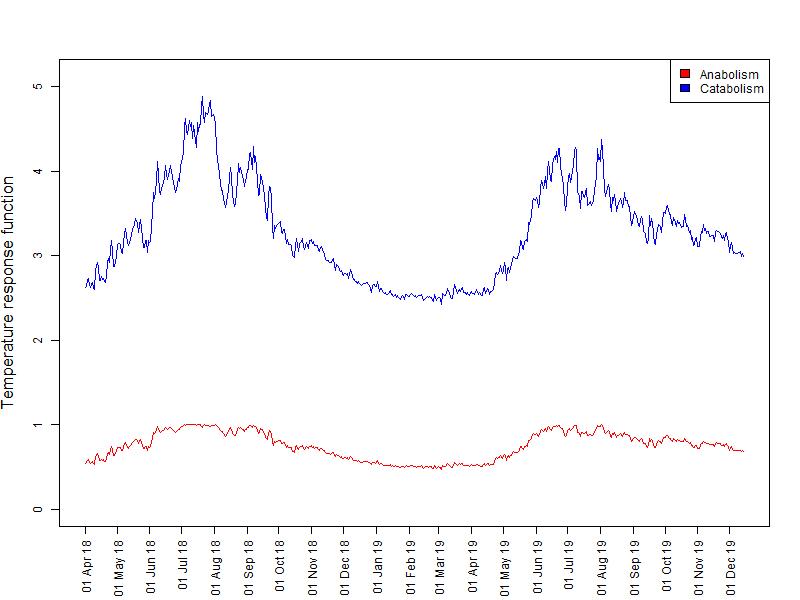 Anabolism
Catabolism
Temperature response function
5
4
3
2
1
0
01 Apr 18
01 May 18
01 Jun 18
01 Jul 18
01 Aug 18
01 Sep 18
01 Oct 18
01 Nov 18
01 Dec 18
01 Jan 19
01 Feb 19
01 Mar 19
01 Apr 19
01 May 19
01 Jun 19
01 Jul 19
01 Aug 19
01 Sep 19
01 Oct 19
01 Nov 19
01 Dec 19